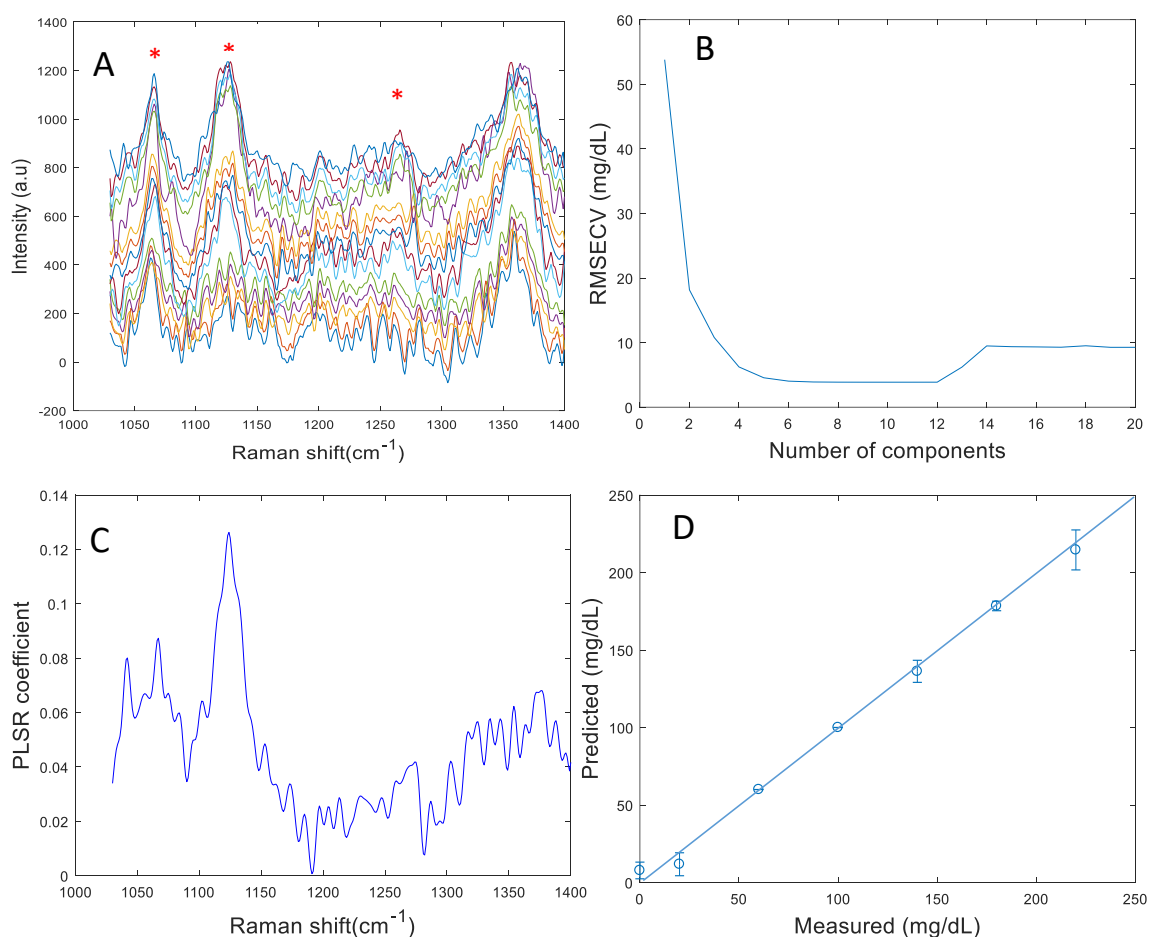 A
* * *
Intensity (a.u)
1400
1200
1000
800
600
400
200
0
-200
1000 1050 1100 1150 1200 1250 1300 1350 1400
Raman shift(cm⁻¹)
B
RMSECV (mg/dL)
60
50
40
30
20
10
0
0 2 4 6 8 10 12 14 16 18 20
Number of components
C
PLSR coefficient
0.14
0.12
0.1
0.08
0.06
0.04
0.02
0
1000 1050 1100 1150 1200 1250 1300 1350 1400
Raman shift(cm⁻¹)
D
Predicted (mg/dL)
250
200
150
100
50
0
0 50 100 150 200 250
Measured (mg/dL)